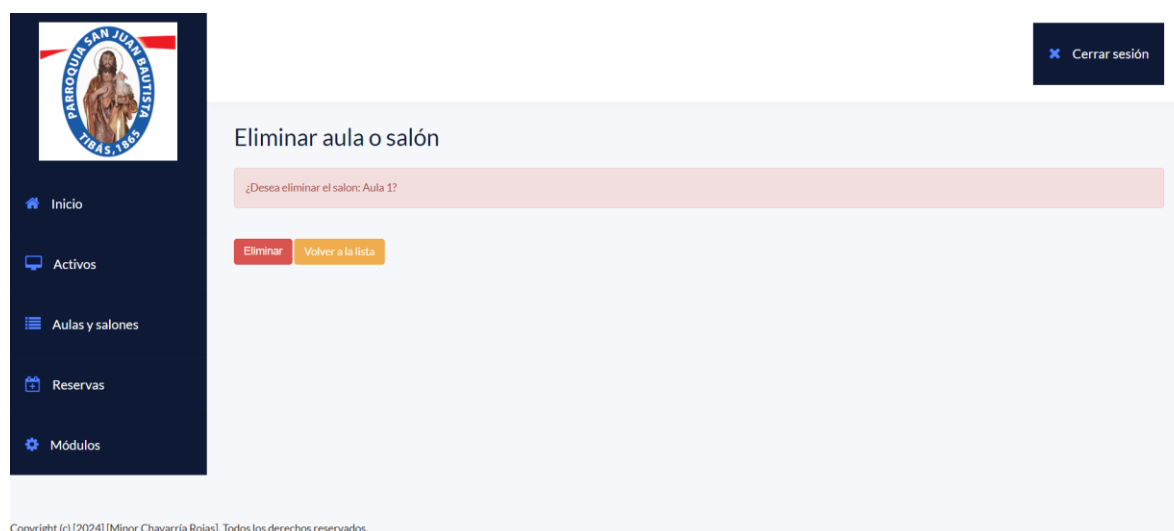 PARROQUIA SAN JUAN BAUTISTA
TIBÁS, 1865
Cerrar sesión
Eliminar aula o salón
¿Desea eliminar el salon: Aula 1?
Eliminar
Volver a la lista
Inicio
Activos
Aulas y salones
Reservas
Módulos
Copyright (c) [2024] [Minor Chavarría Rojas]. Todos los derechos reservados.